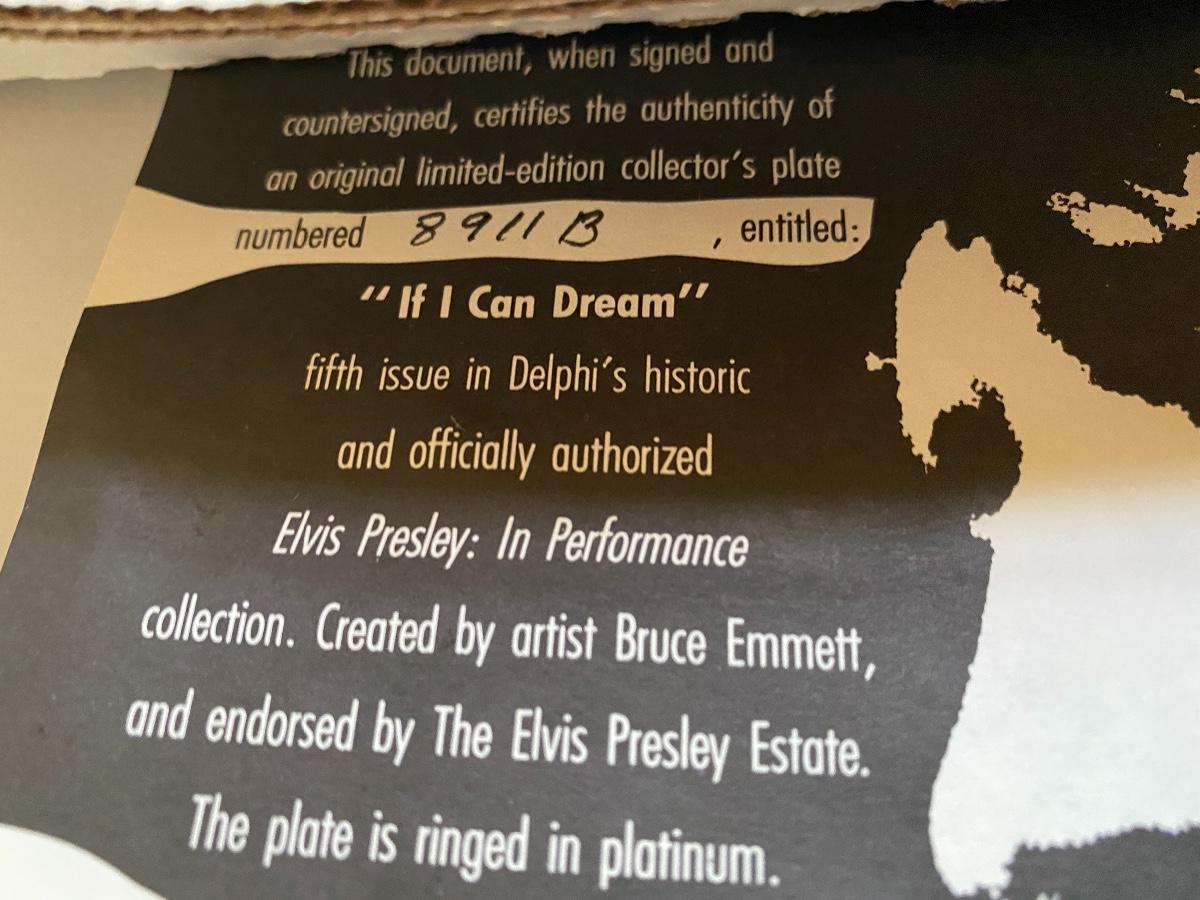 This document, when signed and
countersigned, certifies the authenticity of
an original limited-edition collector's plate
numbered 8911B , entitled:
"If I Can Dream"
fifth issue in Delphi's historic
and officially authorized
Elvis Presley: In Performance
collection. Created by artist Bruce Emmett,
and endorsed by The Elvis Presley Estate.
The plate is ringed in platinum.